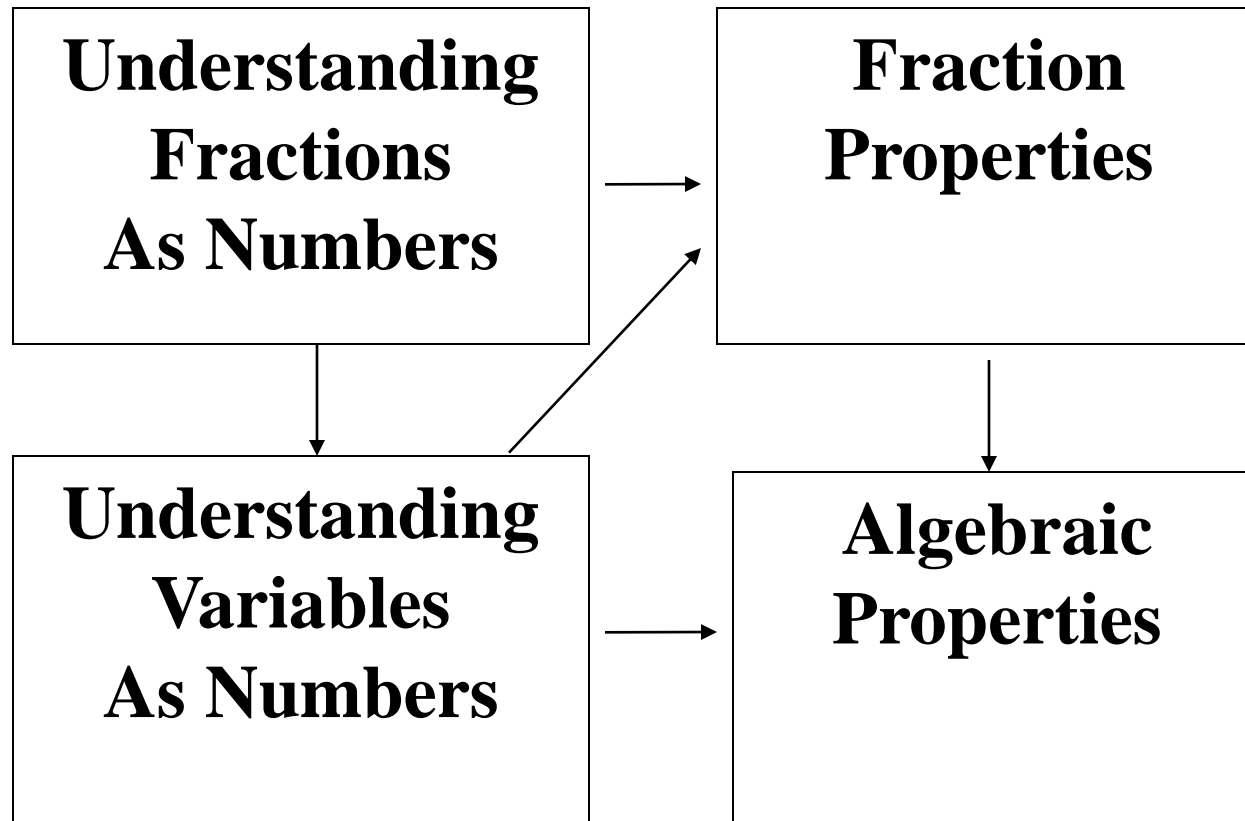 Understanding
Fractions
As Numbers
Fraction
Properties
Understanding
Variables
As Numbers
Algebraic
Properties